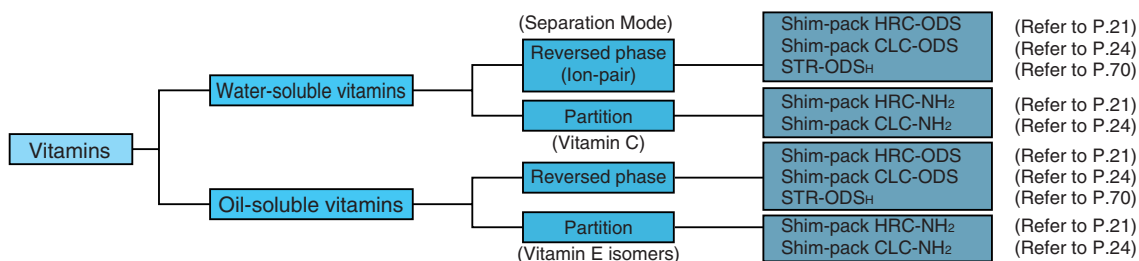 (Separation Mode)
Shim-pack HRC-ODS (Refer to P.21)
Reversed phase
(Ion-pair)
Shim-pack CLC-ODS (Refer to P.24)
STR-ODSH (Refer to P.70)
Water-soluble vitamins
Partition
(Vitamin C)
Shim-pack HRC-NH₂ (Refer to P.21)
Shim-pack CLC-NH₂ (Refer to P.24)
Vitamins
Oil-soluble vitamins
Reversed phase
Shim-pack HRC-ODS (Refer to P.21)
Shim-pack CLC-ODS (Refer to P.24)
STR-ODSH (Refer to P.70)
Partition
(Vitamin E isomers)
Shim-pack HRC-NH₂ (Refer to P.21)
Shim-pack CLC-NH₂ (Refer to P.24)